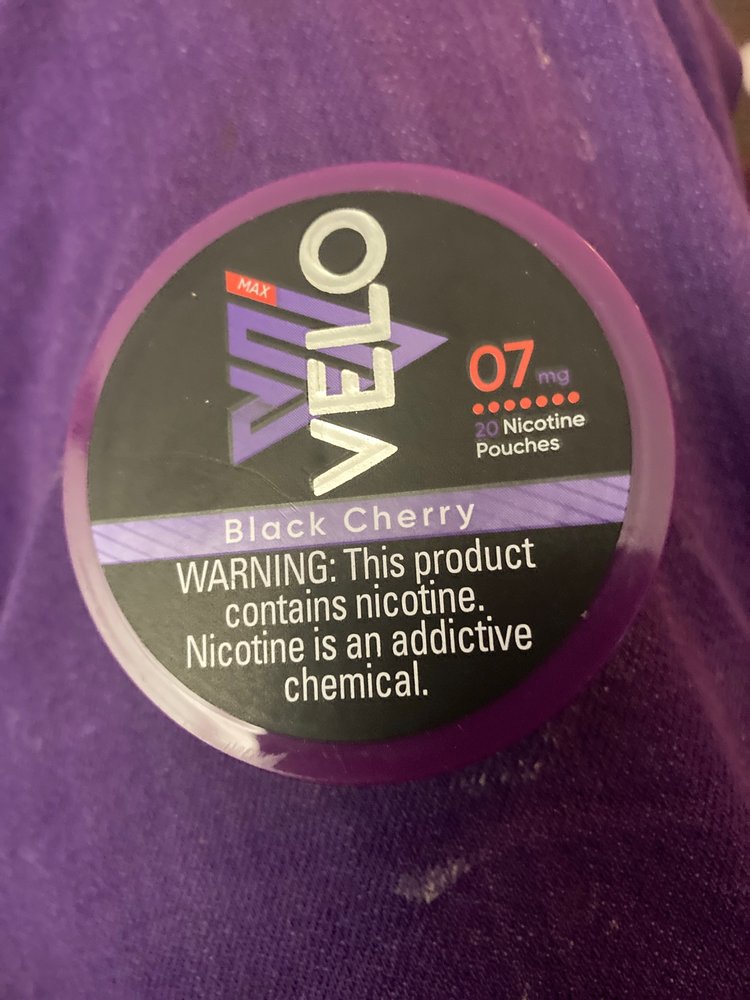 MAX
VELO
07 mg
20 Nicotine
Pouches
Black Cherry
WARNING: This product
contains nicotine.
Nicotine is an addictive
chemical.